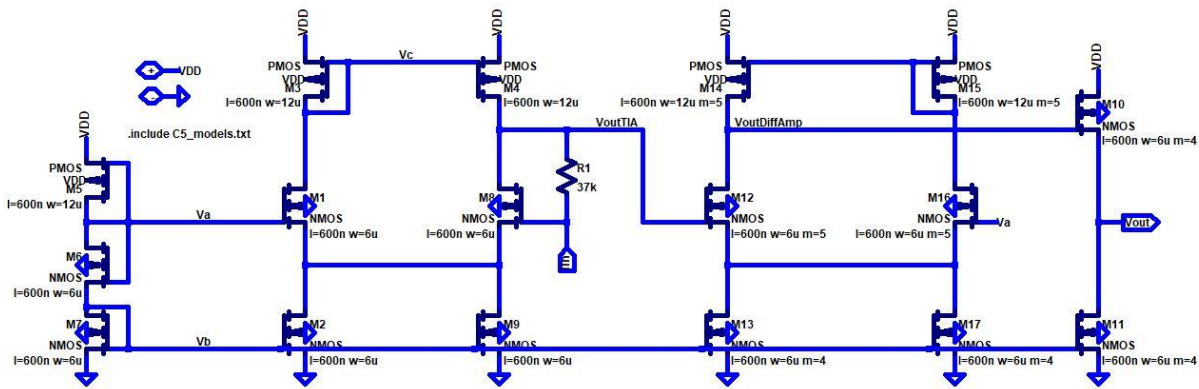 VDD
VDD
VDD
VDD
VDD
PMOS
VDD
M3
l=600n w=12u
Vc
PMOS
VDD
M4
l=600n w=12u
PMOS
VDD
M14
l=600n w=12u m=5
PMOS
VDD
M15
l=600n w=12u m=5
VDD
M10
NMOS
l=600n w=6u m=4
.include C5_models.txt
VDD
PMOS
VDD
M5
l=600n w=12u
VoutTIA
VoutDiffAmp
R1
37k
Va
M1
NMOS
l=600n w=6u
M8
NMOS
l=600n w=6u
In
M12
NMOS
l=600n w=6u m=5
M16
NMOS
l=600n w=6u m=5
Va
Vout
M6
NMOS
l=600n w=6u
M7
NMOS
l=600n w=6u
Vb
M2
NMOS
l=600n w=6u
M9
NMOS
l=600n w=6u
M13
NMOS
l=600n w=6u m=4
M17
NMOS
l=600n w=6u m=4
M11
NMOS
l=600n w=6u m=4